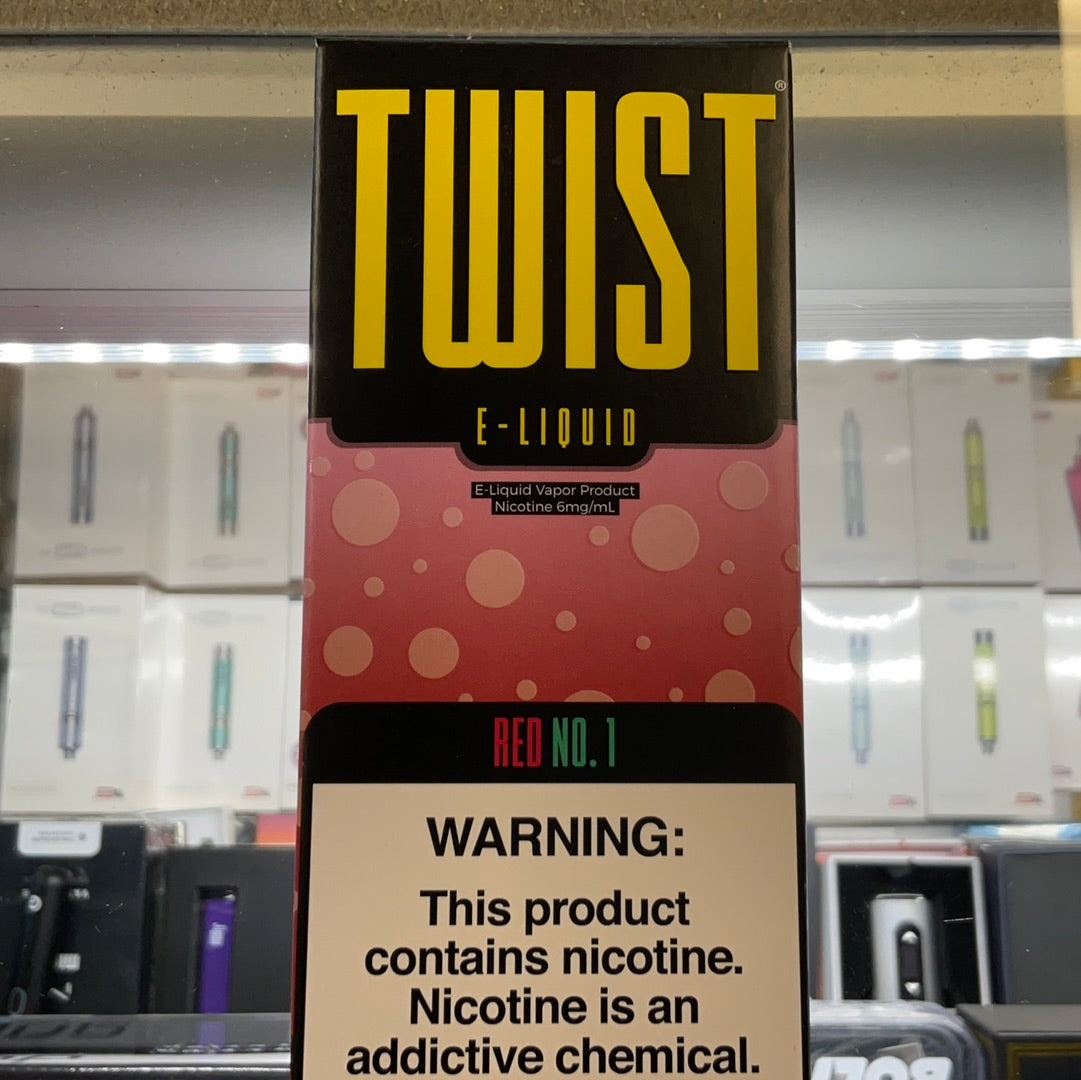 TWIST®
E-LIQUID
E-Liquid Vapor Product
Nicotine 6mg/mL
RED NO. 1
WARNING:
This product
contains nicotine.
Nicotine is an
addictive chemical.